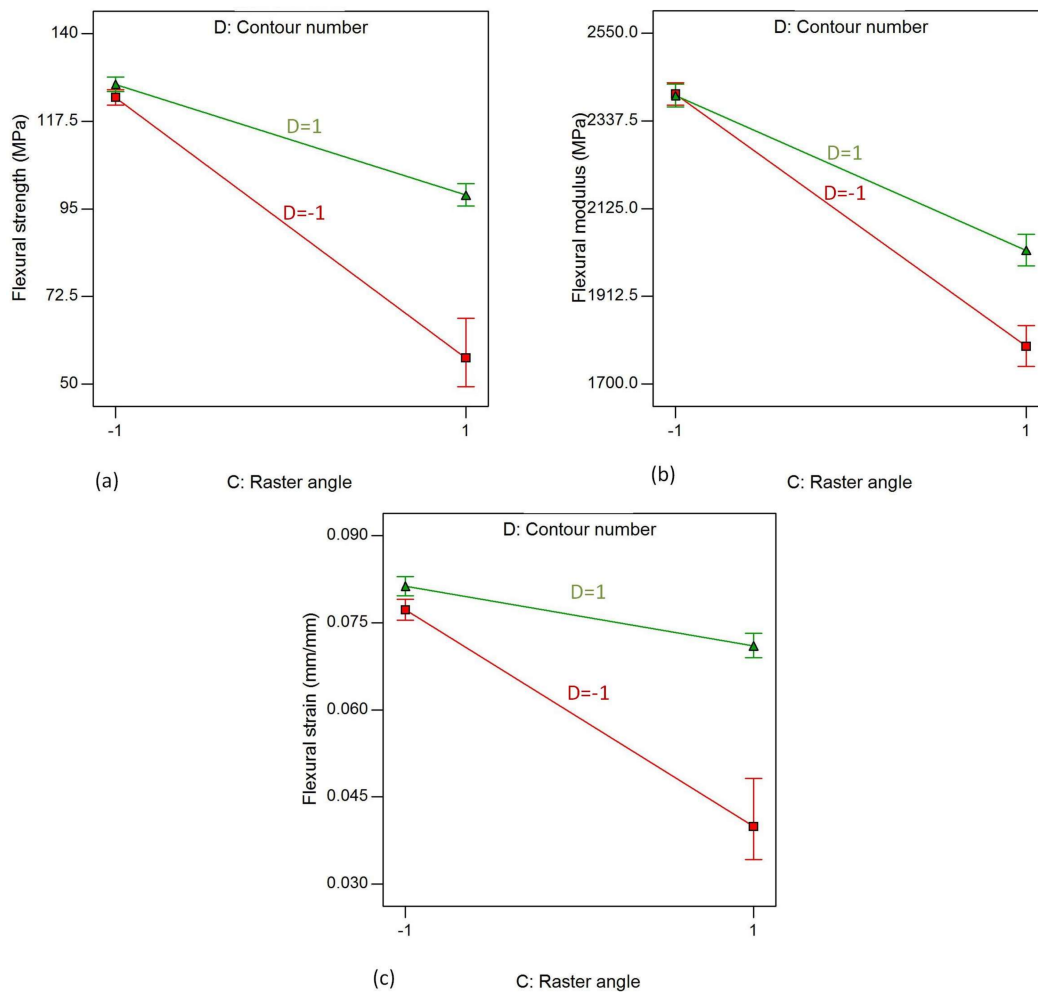 D: Contour number
Flexural strength (MPa)
140
117.5
95
72.5
50
D=1
D=-1
-1
1
(a)
C: Raster angle
D: Contour number
Flexural modulus (MPa)
2550.0
2337.5
2125.0
1912.5
1700.0
D=1
D=-1
-1
1
(b)
C: Raster angle
D: Contour number
Flexural strain (mm/mm)
0.090
0.075
0.060
0.045
0.030
D=1
D=-1
-1
1
(c)
C: Raster angle